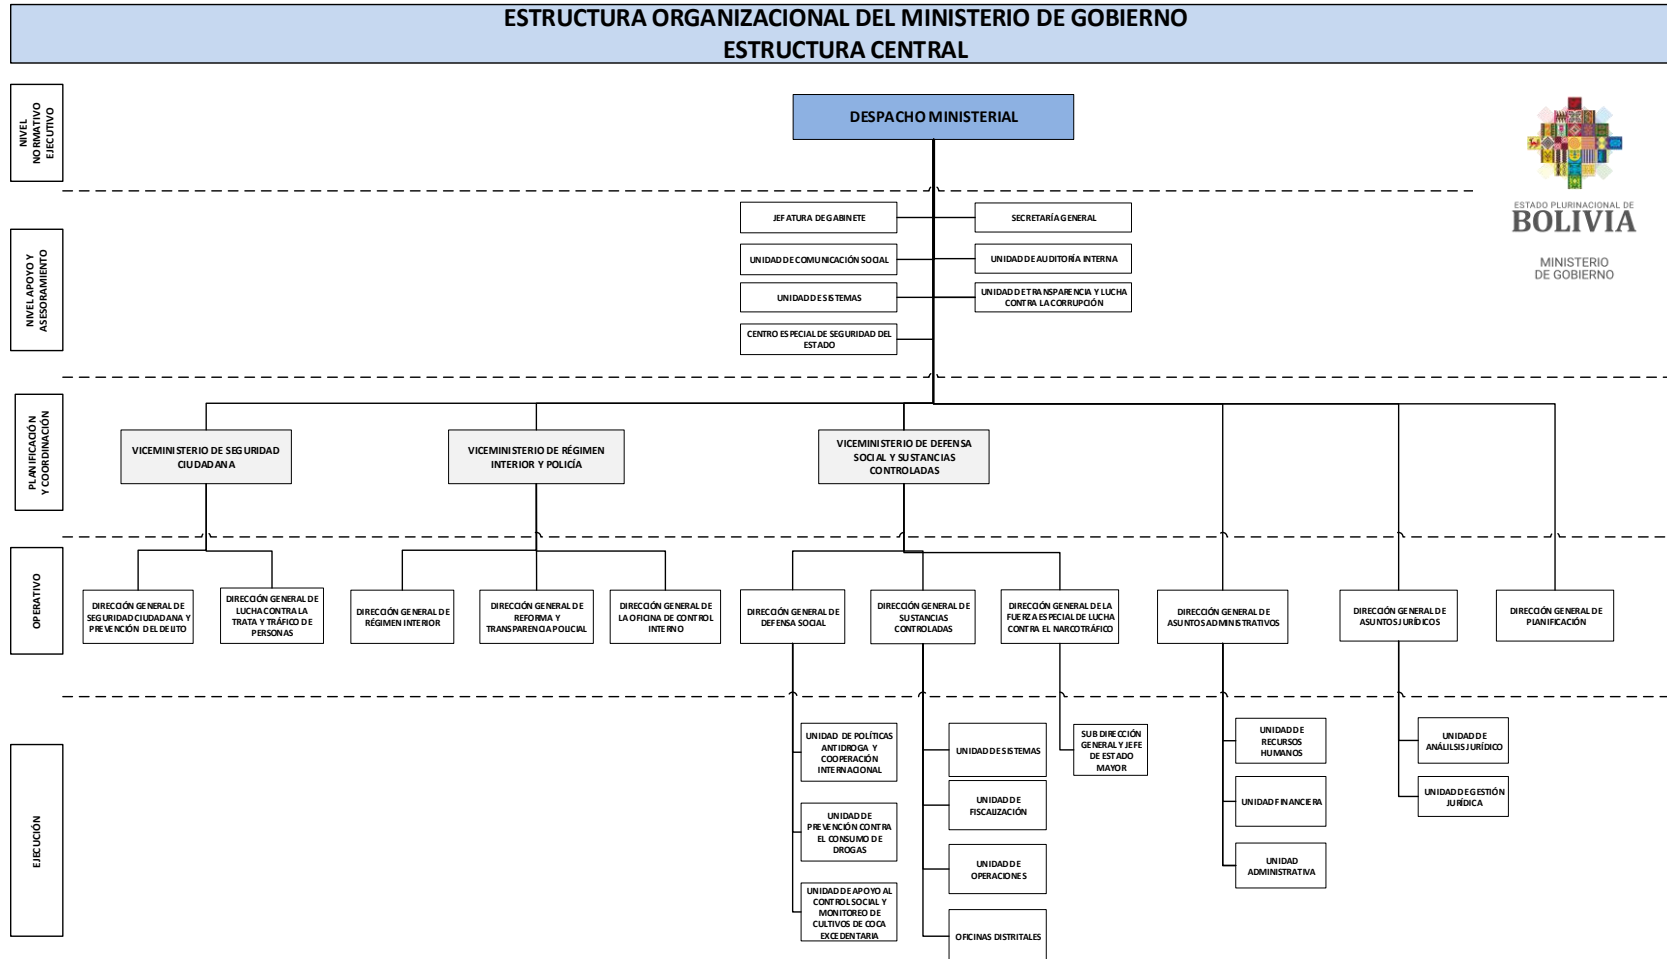 ESTRUCTURA ORGANIZACIONAL DEL MINISTERIO DE GOBIERNO
ESTRUCTURA CENTRAL
NIVEL
NORMATIVO
EJECUTIVO
DESPACHO MINISTERIAL
ESTADO PLURINACIONAL DE
BOLIVIA
MINISTERIO
DE GOBIERNO
NIVEL APOYO Y
ASESORAMIENTO
JEFATURA DE GABINETE
SECRETARÍA GENERAL
UNIDAD DE COMUNICACIÓN SOCIAL
UNIDAD DE AUDITORÍA INTERNA
UNIDAD DE SISTEMAS
UNIDAD DE TRANSPARENCIA Y LUCHA
CONTRA LA CORRUPCIÓN
CENTRO ESPECIAL DE SEGURIDAD DEL
ESTADO
PLANIFICACIÓN
Y COORDINACIÓN
VICEMINISTERIO DE SEGURIDAD
CIUDADANA
VICEMINISTERIO DE RÉGIMEN
INTERIOR Y POLICÍA
VICEMINISTERIO DE DEFENSA
SOCIAL Y SUSTANCIAS
CONTROLADAS
OPERATIVO
DIRECCIÓN GENERAL DE
SEGURIDAD CIUDADANA Y
PREVENCIÓN DEL DELITO
DIRECCIÓN GENERAL DE
LUCHA CONTRA LA
TRATA Y TRÁFICO DE
PERSONAS
DIRECCIÓN GENERAL DE
RÉGIMEN INTERIOR
DIRECCIÓN GENERAL DE
REFORMA Y
TRANSPARENCIA POLICIAL
DIRECCIÓN GENERAL DE
LA OFICINA DE CONTROL
INTERNO
DIRECCIÓN GENERAL DE
DEFENSA SOCIAL
DIRECCIÓN GENERAL DE
SUSTANCIAS
CONTROLADAS
DIRECCIÓN GENERAL DE LA
FUERZA ESPECIAL DE LUCHA
CONTRA EL NARCOTRÁFICO
DIRECCIÓN GENERAL DE
ASUNTOS ADMINISTRATIVOS
DIRECCIÓN GENERAL DE
ASUNTOS JURÍDICOS
DIRECCIÓN GENERAL DE
PLANIFICACIÓN
EJECUCIÓN
UNIDAD DE POLÍTICAS
ANTIDROGA Y
COOPERACIÓN
INTERNACIONAL
UNIDAD DE
PREVENCIÓN CONTRA
EL CONSUMO DE
DROGAS
UNIDAD DE APOYO AL
CONTROL SOCIAL Y
MONITOREO DE
CULTIVOS DE COCA
EXCEDENTARIA
UNIDAD DE SISTEMAS
UNIDAD DE
FISCALIZACIÓN
UNIDAD DE
OPERACIONES
OFICINAS DISTRITALES
SUB DIRECCIÓN
GENERAL Y JEFE
DE ESTADO
MAYOR
UNIDAD DE
RECURSOS
HUMANOS
UNIDAD FINANCIERA
UNIDAD
ADMINISTRATIVA
UNIDAD DE
ANÁLILSIS JURÍDICO
UNIDAD DE GESTIÓN
JURÍDICA